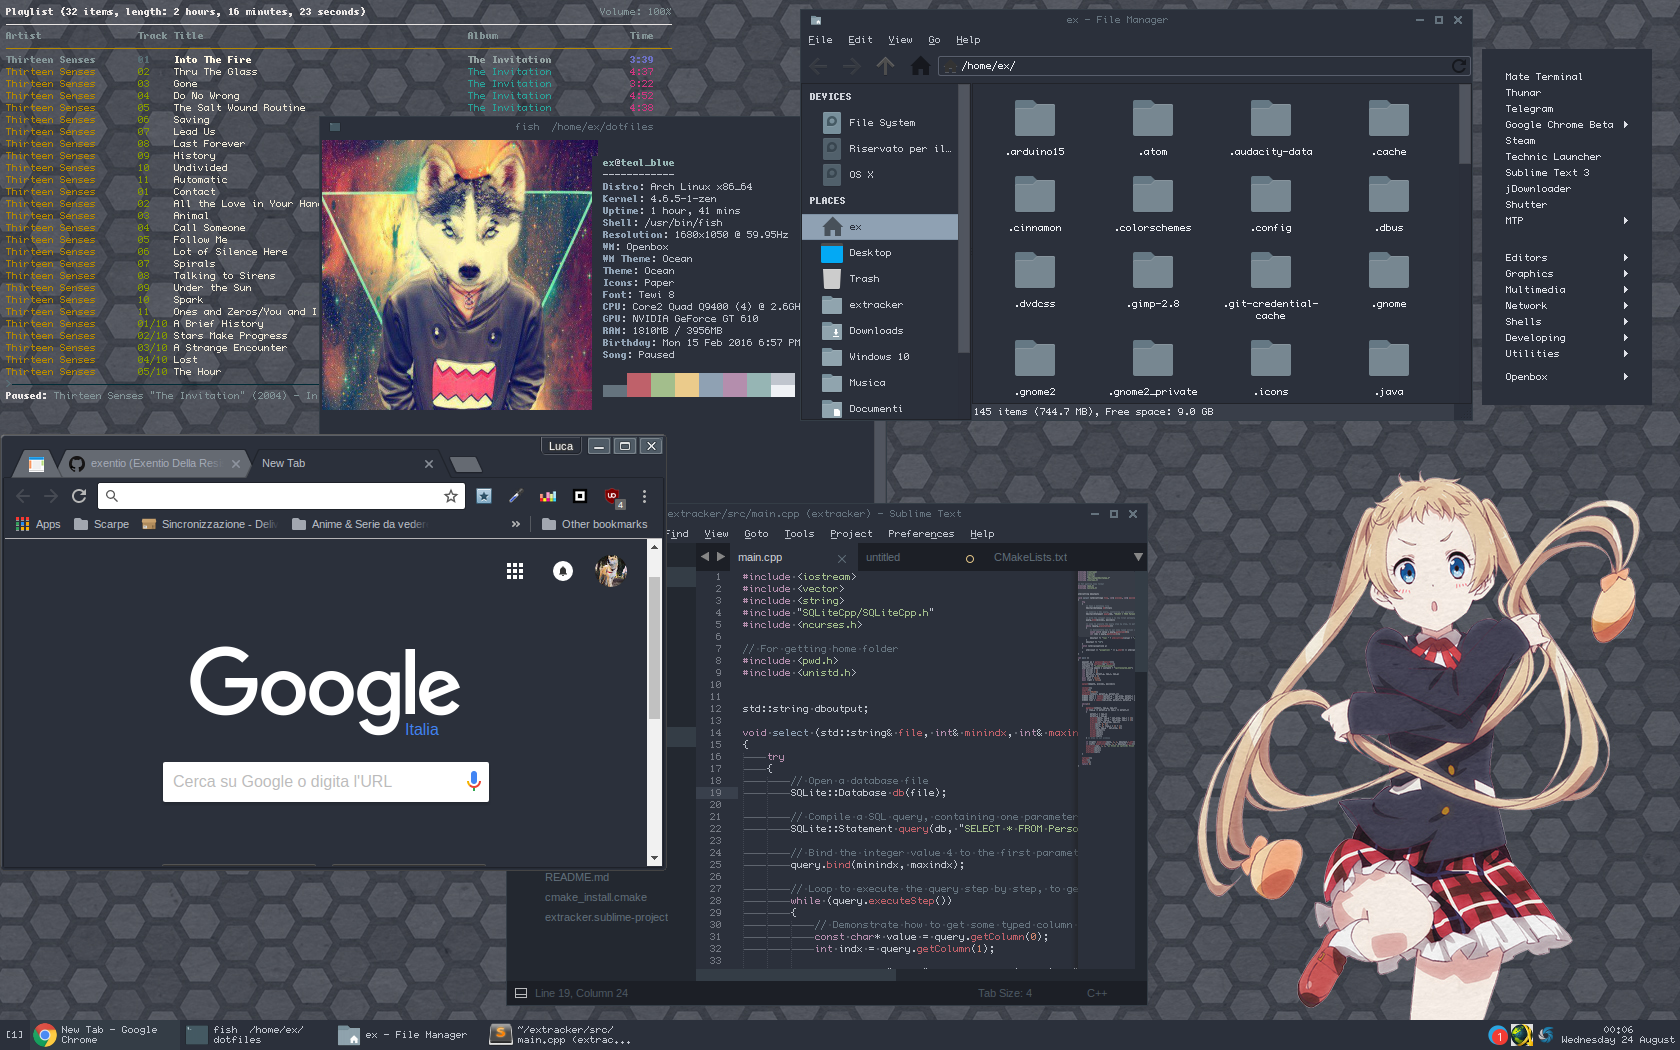 Playlist (32 items, length: 2 hours, 16 minutes, 23 seconds)
Volume: 100%
Artist Track Title Album Time
Thirteen Senses 01 Into The Fire The Invitation 3:39
Thirteen Senses 02 Thru The Glass The Invitation 4:37
Thirteen Senses 03 Gone The Invitation 3:22
Thirteen Senses 04 Do No Wrong The Invitation 4:52
Thirteen Senses 05 The Salt Wound Routine The Invitation 4:38
Thirteen Senses 06 Saving
Thirteen Senses 07 Lead Us
Thirteen Senses 08 Last Forever
Thirteen Senses 09 History
Thirteen Senses 10 Undivided
Thirteen Senses 11 Automatic
Thirteen Senses 01 Contact
Thirteen Senses 02 All the Love in Your Han
Thirteen Senses 03 Animal
Thirteen Senses 04 Call Someone
Thirteen Senses 05 Follow Me
Thirteen Senses 06 Lot of Silence Here
Thirteen Senses 07 Spirals
Thirteen Senses 08 Talking to Sirens
Thirteen Senses 09 Under the Sun
Thirteen Senses 10 Spark
Thirteen Senses 11 Ones and Zeros/You and I
Thirteen Senses 01/10 A Brief History
Thirteen Senses 02/10 Stars Make Progress
Thirteen Senses 03/10 A Strange Encounter
Thirteen Senses 04/10 Lost
Thirteen Senses 05/10 The Hour
Paused: Thirteen Senses "The Invitation" (2004) - In
fish /home/ex/dotfiles
ex@teal_blue
------------
Distro: Arch Linux x86_64
Kernel: 4.6.5-1-zen
Uptime: 1 hour, 41 mins
Shell: /usr/bin/fish
Resolution: 1680x1050 @ 59.95Hz
WM: Openbox
WM Theme: Ocean
Theme: Ocean
Icons: Paper
Font: Tewi 8
CPU: Core2 Quad Q9400 (4) @ 2.6GH
GPU: NVIDIA GeForce GT 610
RAM: 1810MB / 3956MB
Birthday: Mon 15 Feb 2016 6:57 PM
Song: Paused
ex - File Manager
File Edit View Go Help
/home/ex/
DEVICES
File System
Riservato per il...
OS X
PLACES
ex
Desktop
Trash
extracker
Downloads
Windows 10
Musica
Documenti
.arduino15 .atom .audacity-data .cache
.cinnamon .colorschemes .config .dbus
.dvdcss .gimp-2.8 .git-credential-cache .gnome
.gnome2 .gnome2_private .icons .java
145 items (744.7 MB), Free space: 9.0 GB
Mate Terminal
Thunar
Telegram
Google Chrome Beta
Steam
Technic Launcher
Sublime Text 3
jDownloader
Shutter
MTP
Editors
Graphics
Multimedia
Network
Shells
Developing
Utilities
Openbox
Luca
exentio (Exentio Della Res
New Tab
4
Apps Scarpe Sincronizzazione - Deli Anime & Serie da veder » Other bookmarks
Google
Italia
Cerca su Google o digita l'URL
extracker/src/main.cpp (extracker) - Sublime Text
Find View Goto Tools Project Preferences Help
main.cpp untitled CMakeLists.txt
1 #include <iostream>
2 #include <vector>
3 #include <string>
4 #include "SQLiteCpp/SQLiteCpp.h"
5 #include <ncurses.h>
6
7 // For getting home folder
8 #include <pwd.h>
9 #include <unistd.h>
10
11
12 std::string dboutput;
13
14 void select (std::string& file, int& minindx, int& maxin
15 {
16 try
17 {
18 // Open a database file
19 SQLite::Database db(file);
20
21 // Compile a SQL query, containing one parameter
22 SQLite::Statement query(db, "SELECT * FROM Perso
23
24 // Bind the integer value 4 to the first paramet
25 query.bind(minindx, maxindx);
26
27 // Loop to execute the query step by step, to ge
28 while (query.executeStep())
29 {
30 // Demonstrate how to get some typed column
31 const char* value = query.getColumn(0);
32 int indx = query.getColumn(1);
33
README.md
cmake_install.cmake
extracker.sublime-project
Line 19, Column 24
Tab Size: 4
C++
[1]
New Tab - Google Chrome
fish /home/ex/dotfiles
ex - File Manager
~/extracker/src/main.cpp (extrac...
1
00:06
Wednesday 24 August